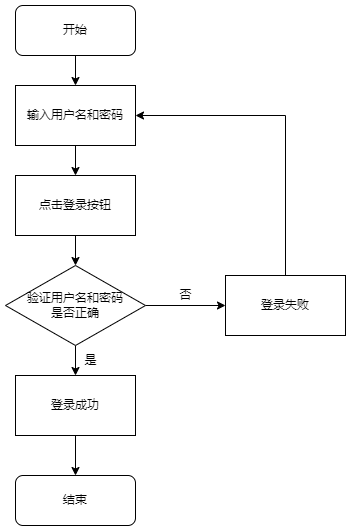 开始
输入用户名和密码
点击登录按钮
验证用户名和密码
是否正确
否
登录失败
是
登录成功
结束